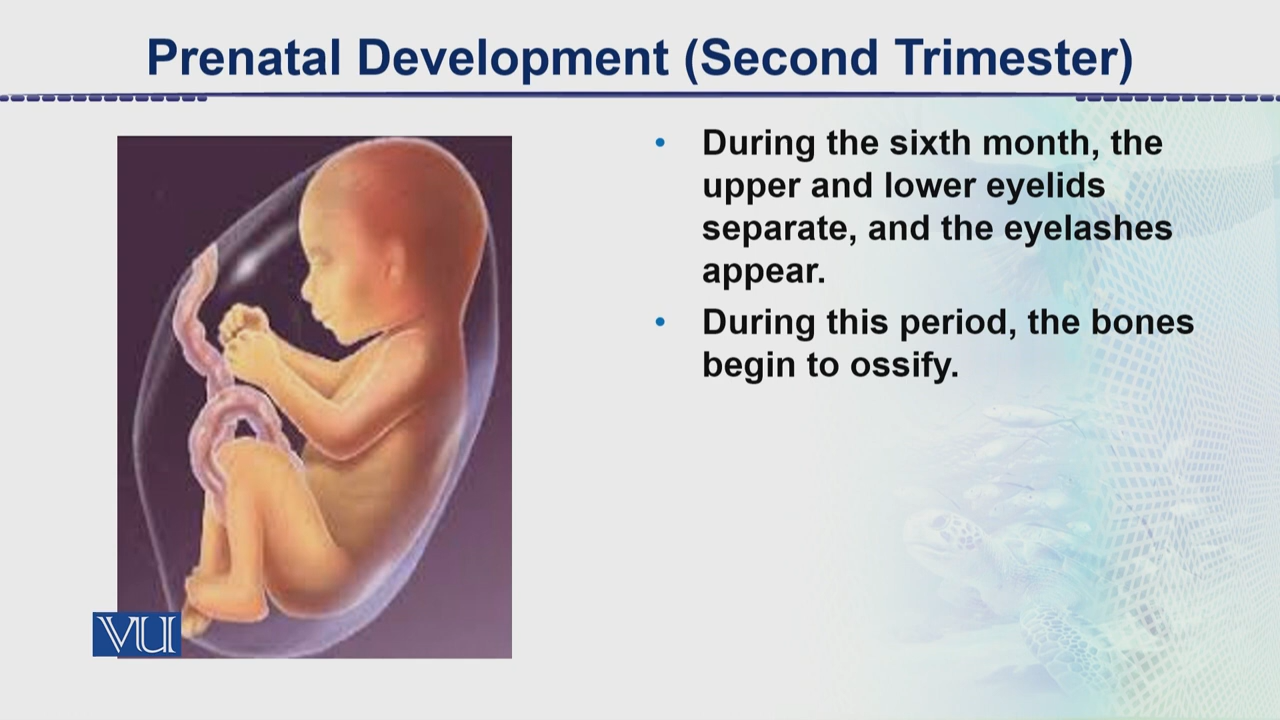 Prenatal Development (Second Trimester)
• During the sixth month, the
upper and lower eyelids
separate, and the eyelashes
appear.
• During this period, the bones
begin to ossify.
VU